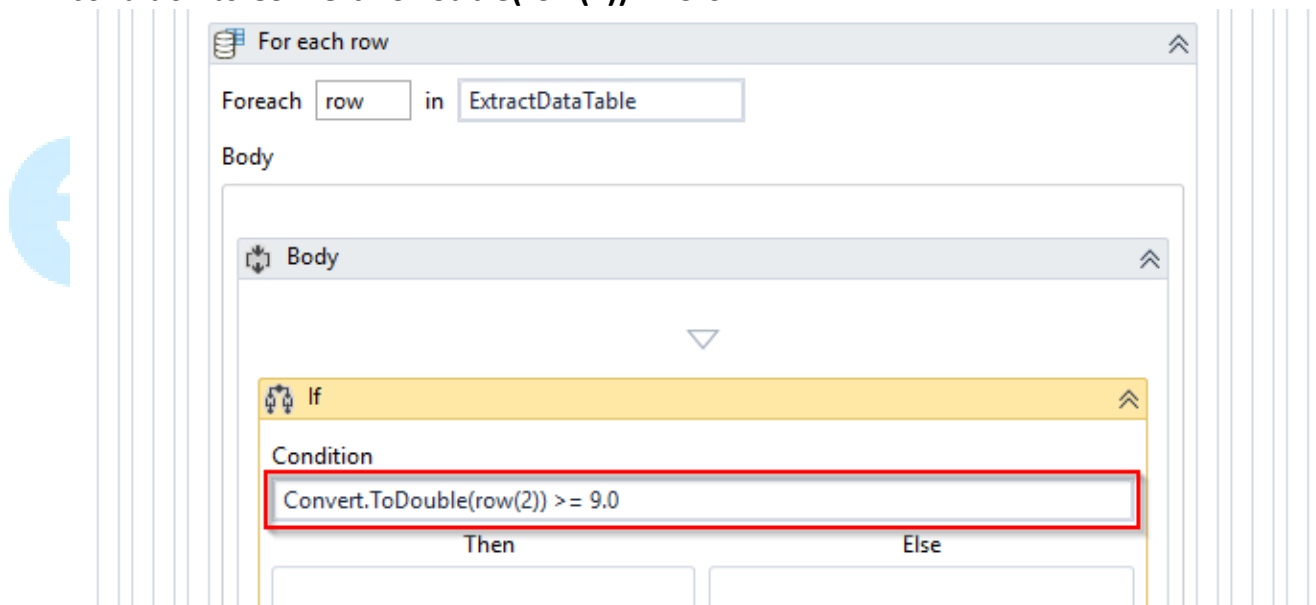 For each row
Foreach row in ExtractDataTable
Body
Body
If
Condition
Convert.ToDouble(row(2)) >= 9.0
Then Else